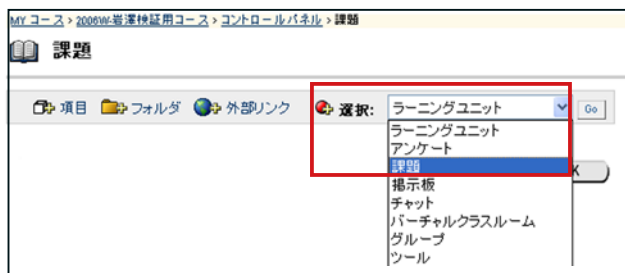 MY コース > 2006W-岩澤検証用コース > コントロールパネル > 課題
課題
項目 フォルダ 外部リンク 選択: ラーニングユニット Go
ラーニングユニット
アンケート
課題
掲示板
チャット
バーチャルクラスルーム
グループ
ツール